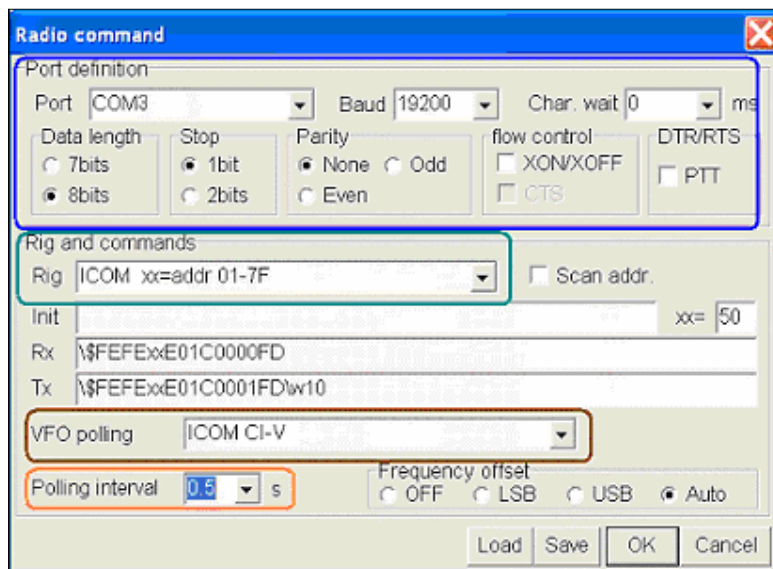 Radio command
Port definition
Port COM3 Baud 19200 Char. wait 0 ms
Data length Stop Parity flow control DTR/RTS
7bits 1bit None Odd XON/XOFF PTT
8bits 2bits Even CTS
Rig and commands
Rig ICOM xx=addr 01-7F Scan addr.
Init xx= 50
Rx \$FEFExxE01C0000FD
Tx \$FEFExxE01C0001FD\w10
VFO polling ICOM CI-V
Polling interval 0.5 s Frequency offset
OFF LSB USB Auto
Load Save OK Cancel